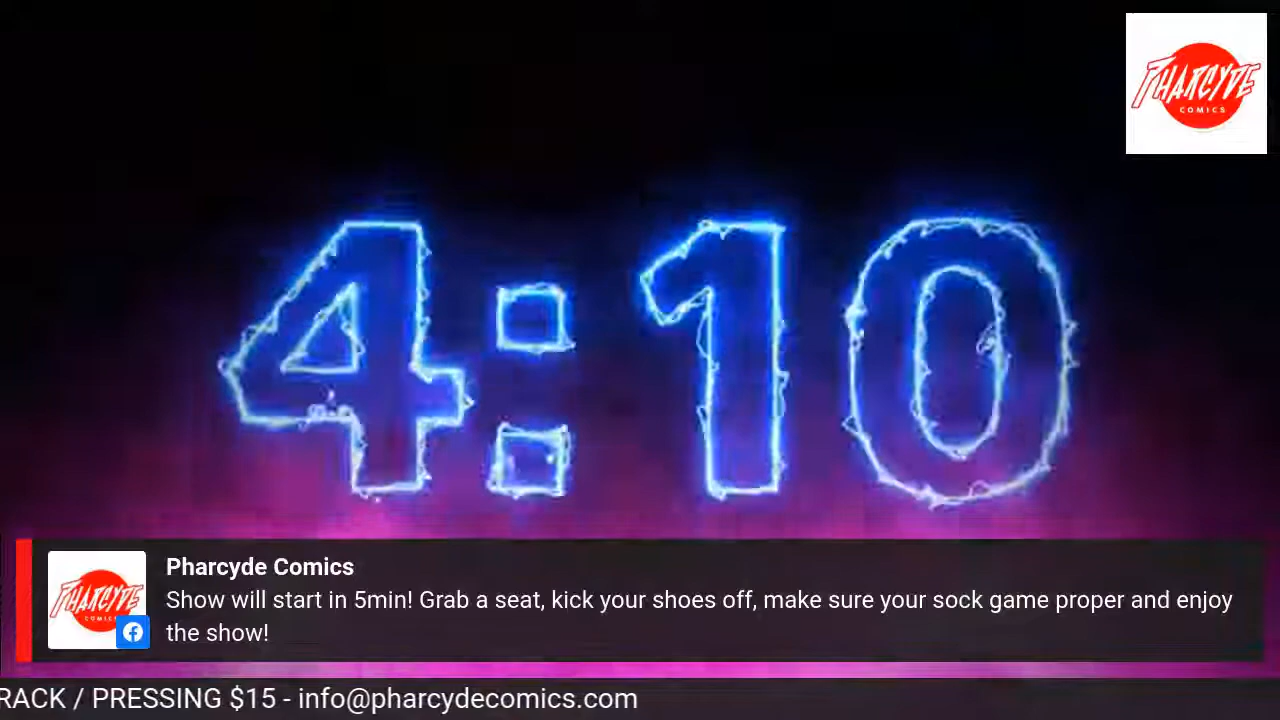 PHARCYDE
COMICS
4:10
PHARCYDE
COMICS
Pharcyde Comics
Show will start in 5min! Grab a seat, kick your shoes off, make sure your sock game proper and enjoy
the show!
RACK / PRESSING $15 - info@pharcydecomics.com